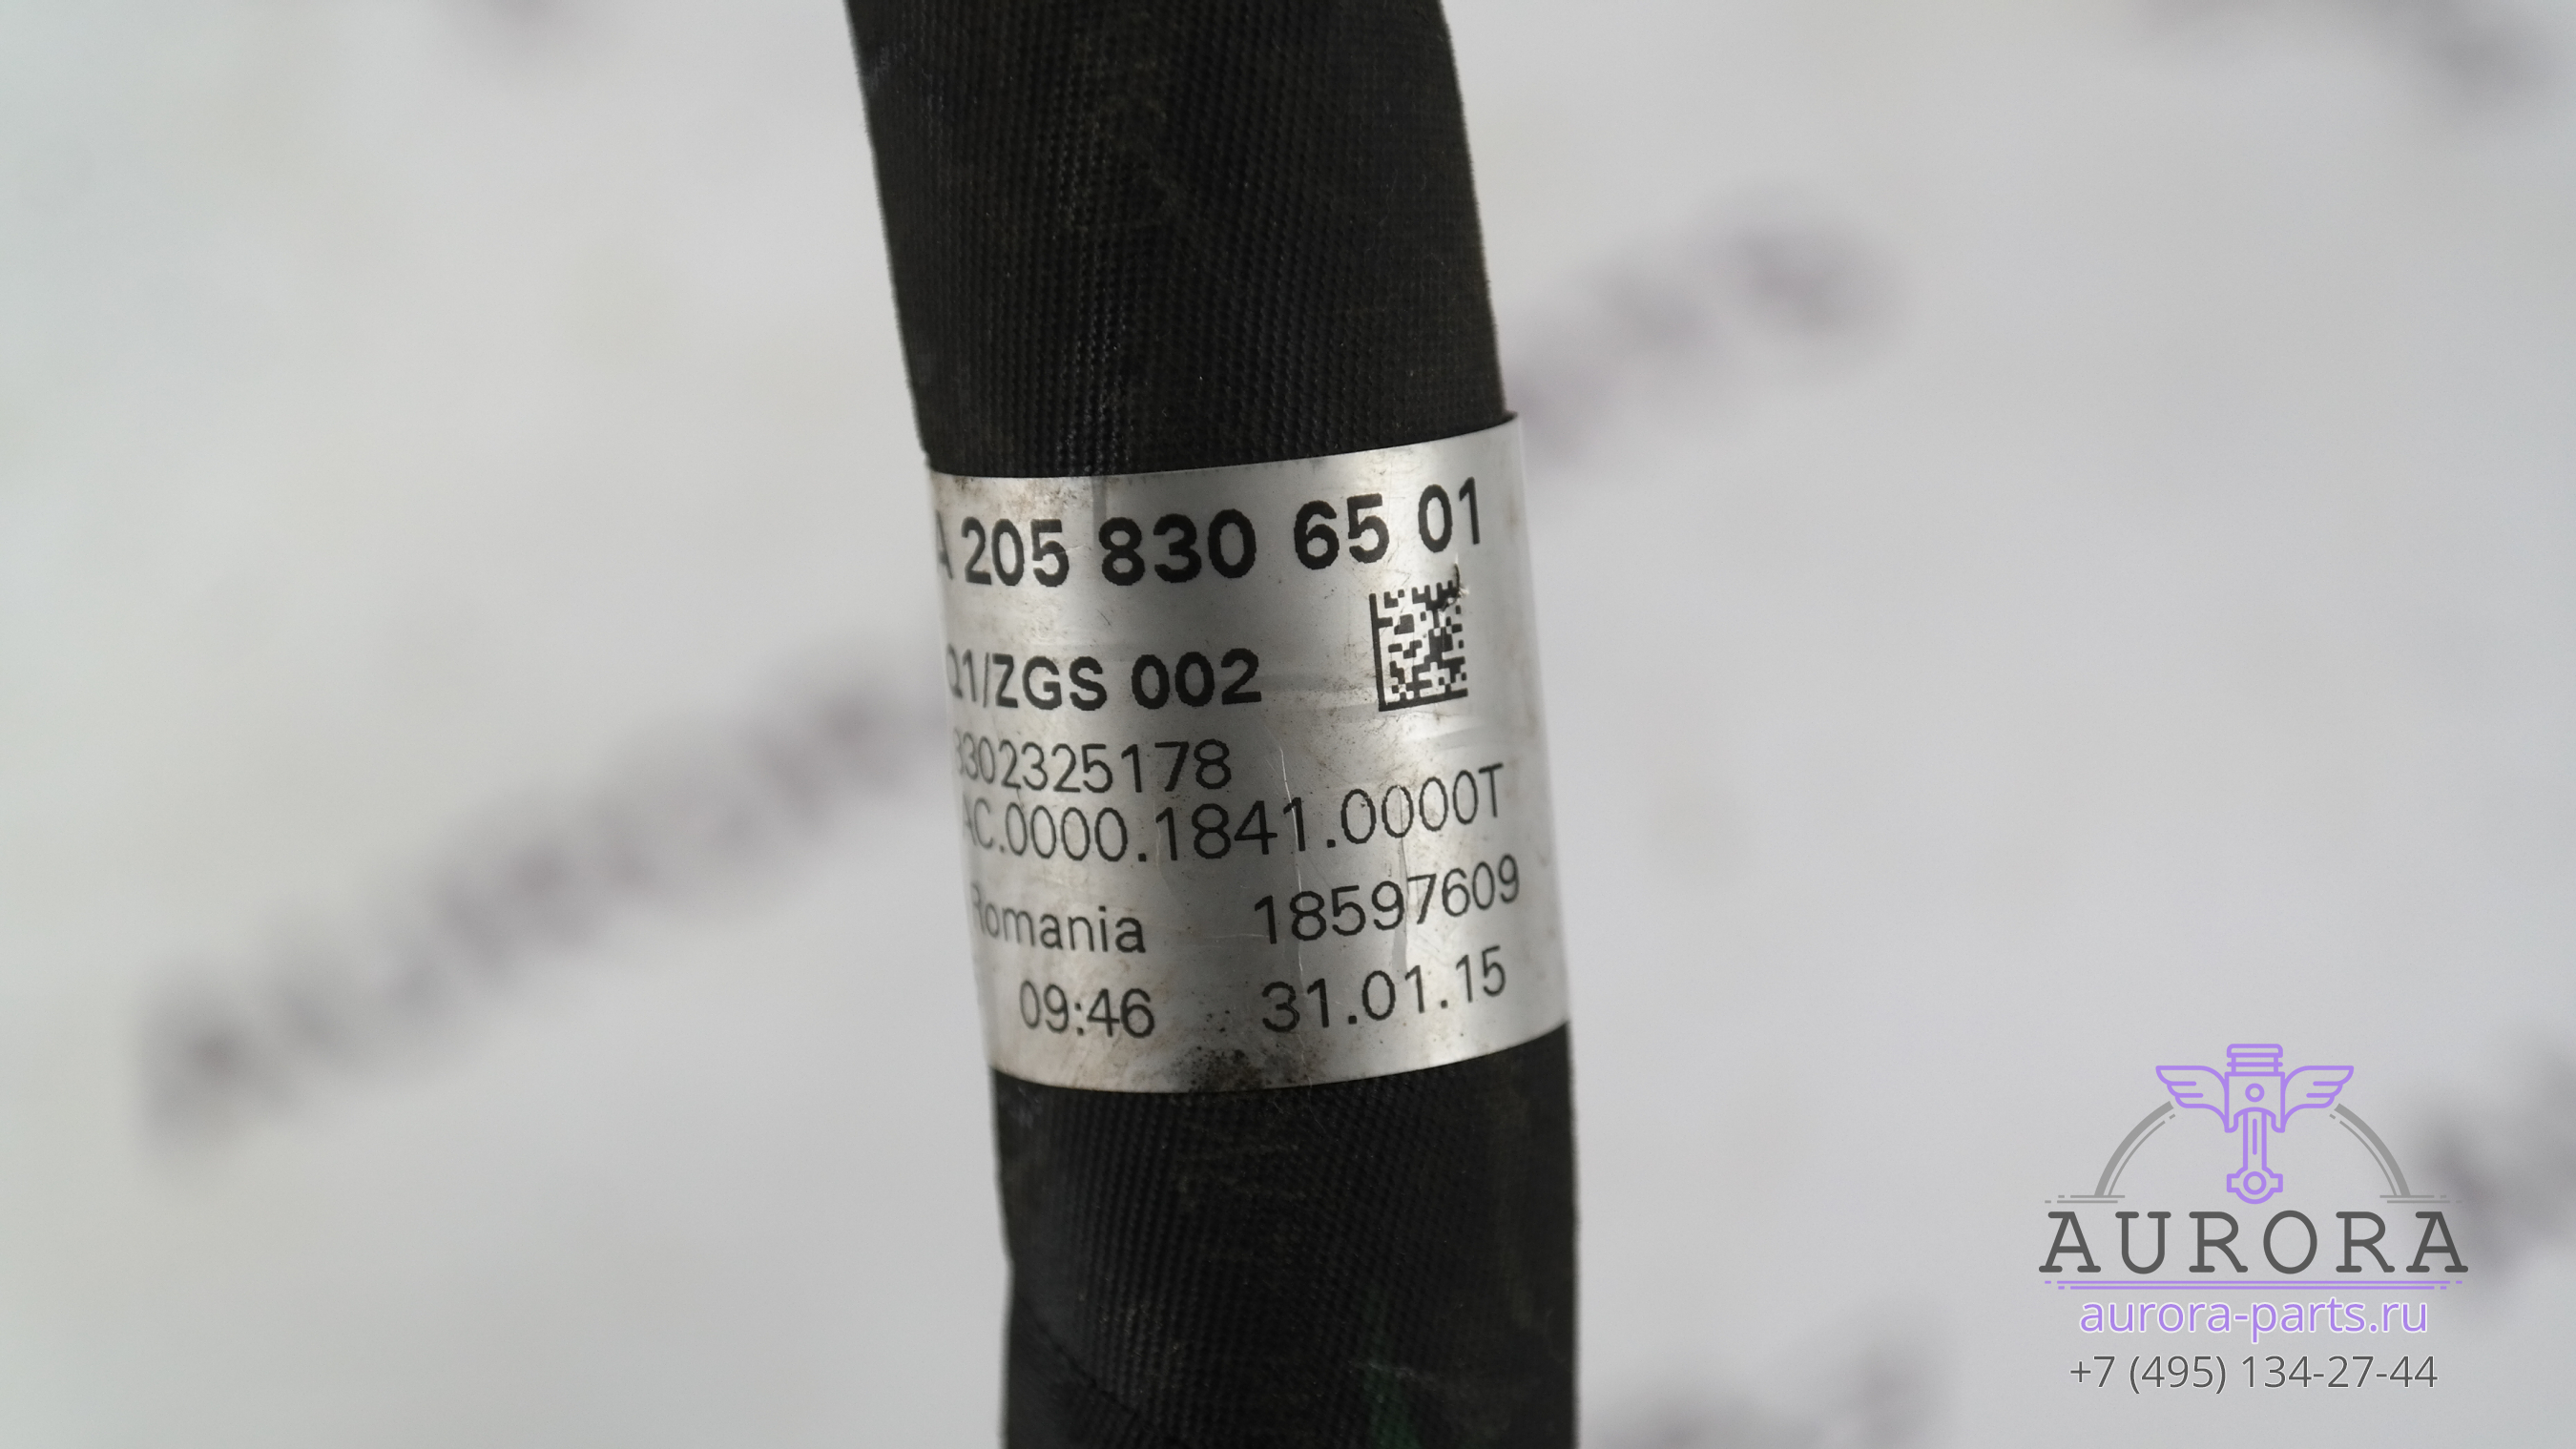 A 205 830 65 01
Q1/ZGS 002
3302325178
AC.0000.1841.0000T
Romania 18597609
09:46 31.01.15
AURORA
aurora-parts.ru
+7 (495) 134-27-44